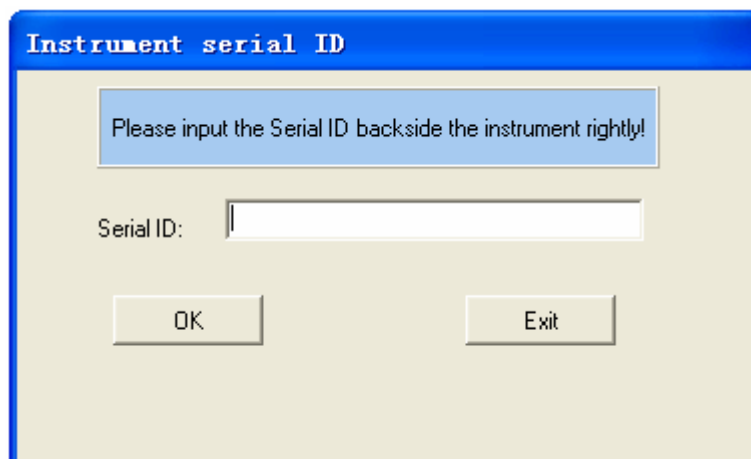 Instrument serial ID
Please input the Serial ID backside the instrument rightly!
Serial ID:
OK
Exit